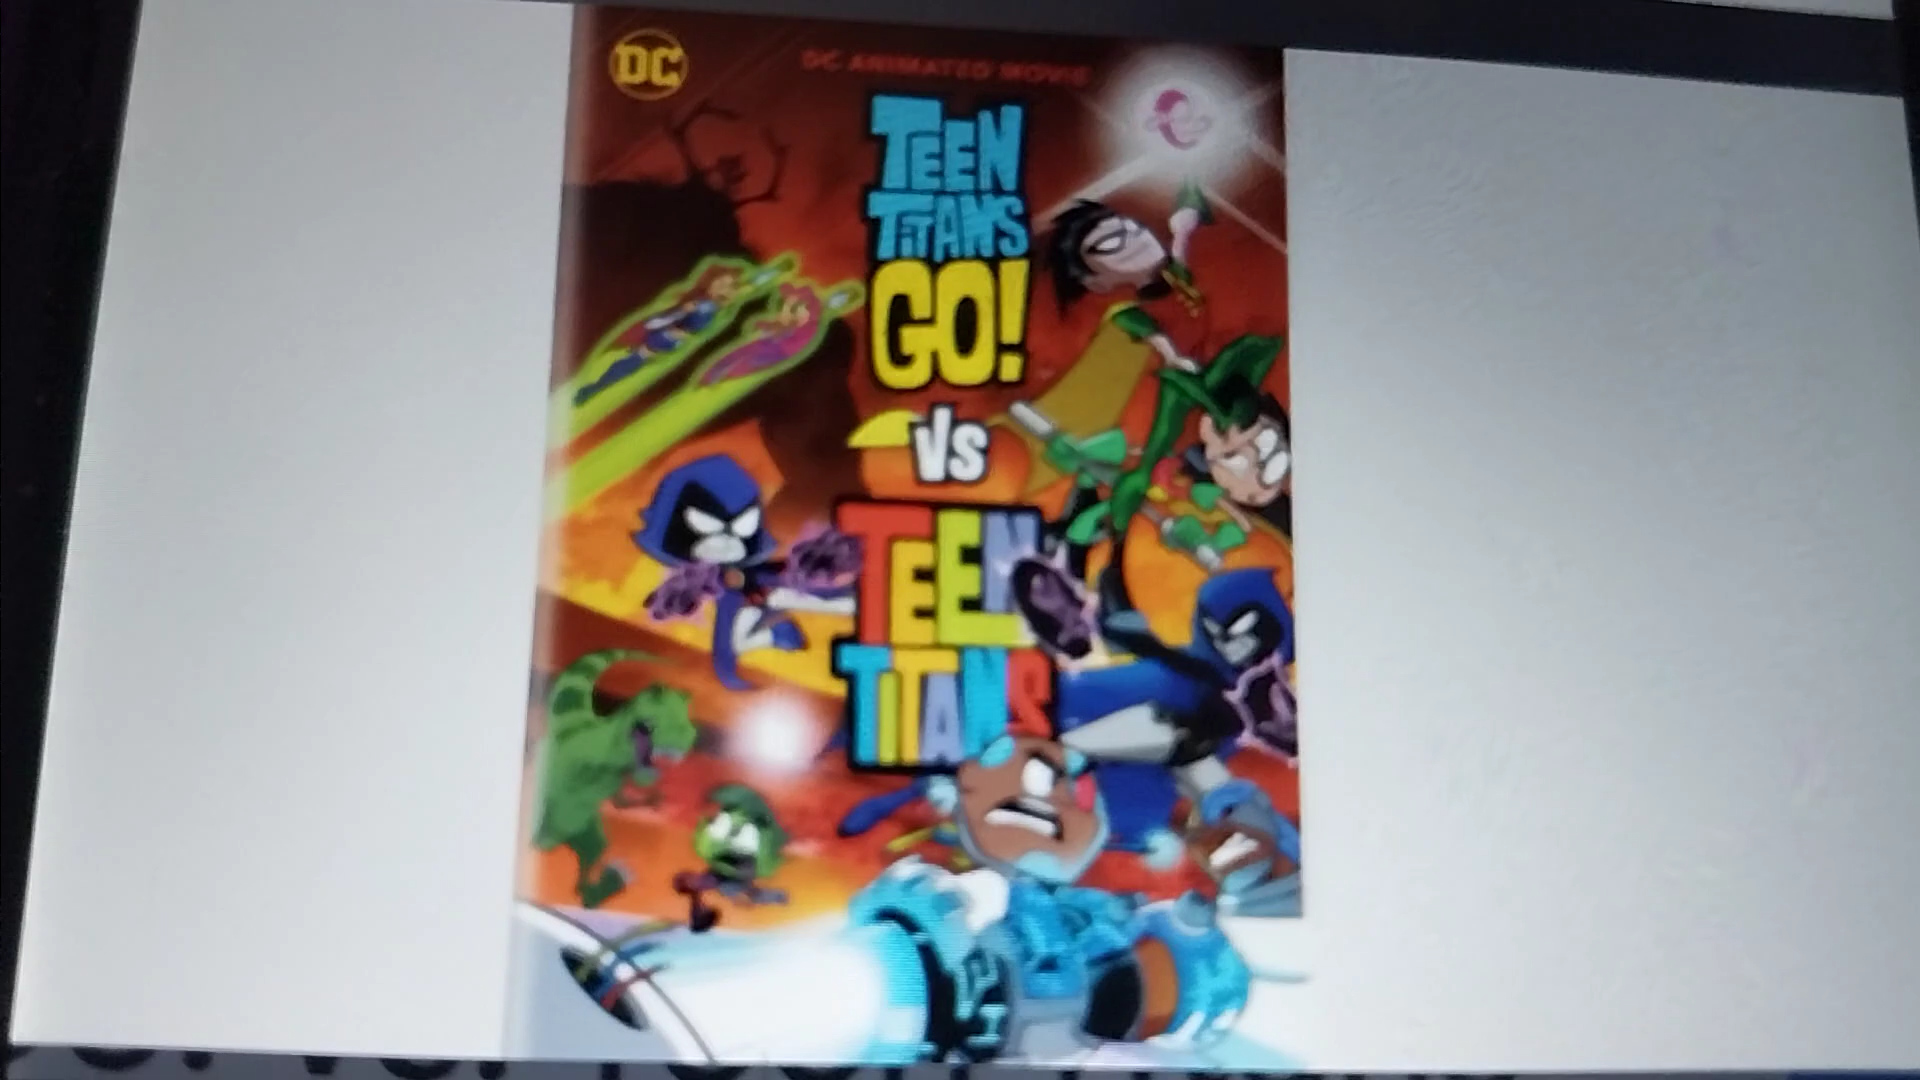 DC
DC ANIMATED MOVIE
TEEN
TITANS
GO!
VS
TEEN
TITANS